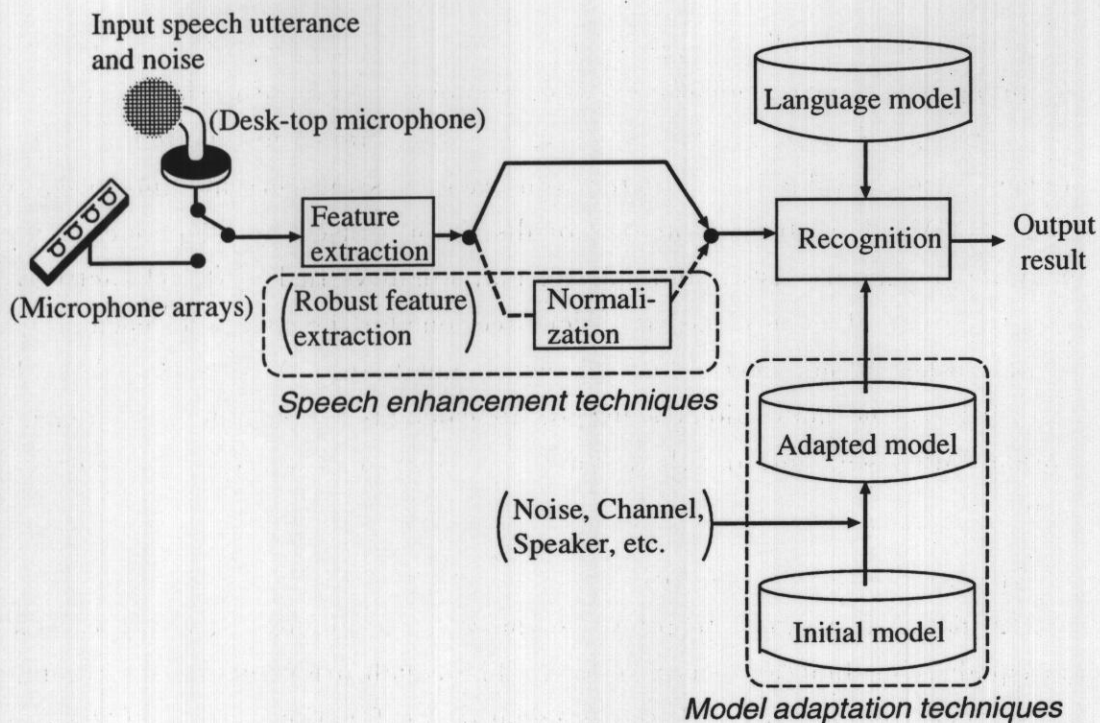 Input speech utterance
and noise
(Desk-top microphone)
(Microphone arrays)
Feature
extraction
(Robust feature
extraction)
Normali-
zation
Speech enhancement techniques
Language model
Recognition
Output
result
Adapted model
(Noise, Channel,
Speaker, etc.)
Initial model
Model adaptation techniques